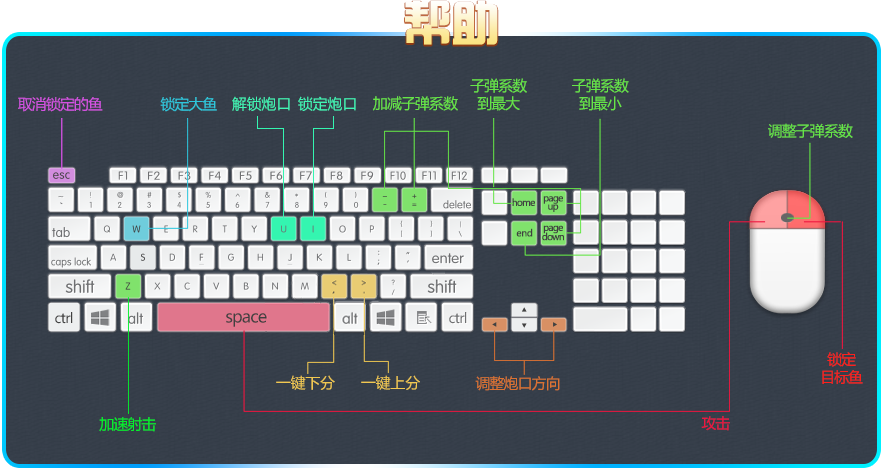 帮助
子弹系数
到最大
子弹系数
到最小
取消锁定的鱼
锁定大鱼
解锁炮口
锁定炮口
加减子弹系数
调整子弹系数
esc
F1
F2
F3
F4
F5
F6
F7
F8
F9
F10
F11
F12
~
!
1
@
2
#
3
$
4
%
5
^
6
&
7
*
8
(
9
)
0
-
+
=
delete
home
page
up
tab
Q
W
E
R
T
Y
U
I
O
P
end
page
down
caps lock
A
S
D
F
G
H
J
K
L
enter
shift
Z
X
C
V
B
N
M
<
,
>
.
?
/
shift
ctrl
alt
space
alt
ctrl
锁定
目标鱼
一键下分
一键上分
调整炮口方向
加速射击
攻击